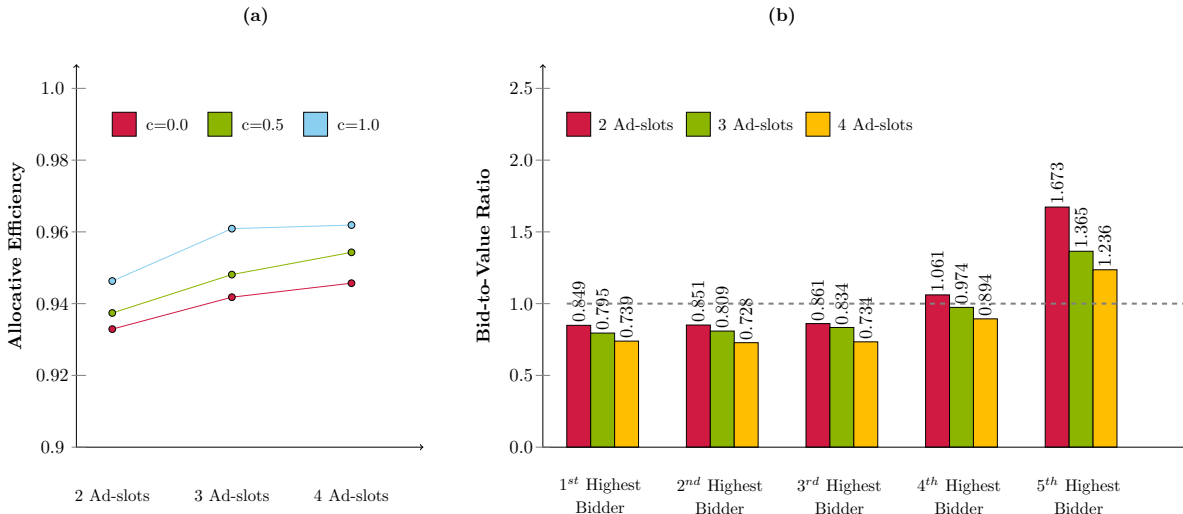 (a)
Allocative Efficiency
1.0
0.98
0.96
0.94
0.92
0.9
c=0.0
c=0.5
c=1.0
2 Ad-slots
3 Ad-slots
4 Ad-slots
(b)
Bid-to-Value Ratio
2.5
2.0
1.5
1.0
0.5
0.0
2 Ad-slots
3 Ad-slots
4 Ad-slots
0.849
0.795
0.739
0.851
0.809
0.728
0.861
0.834
0.734
1.061
0.974
0.894
1.673
1.365
1.236
1st Highest
Bidder
2nd Highest
Bidder
3rd Highest
Bidder
4th Highest
Bidder
5th Highest
Bidder